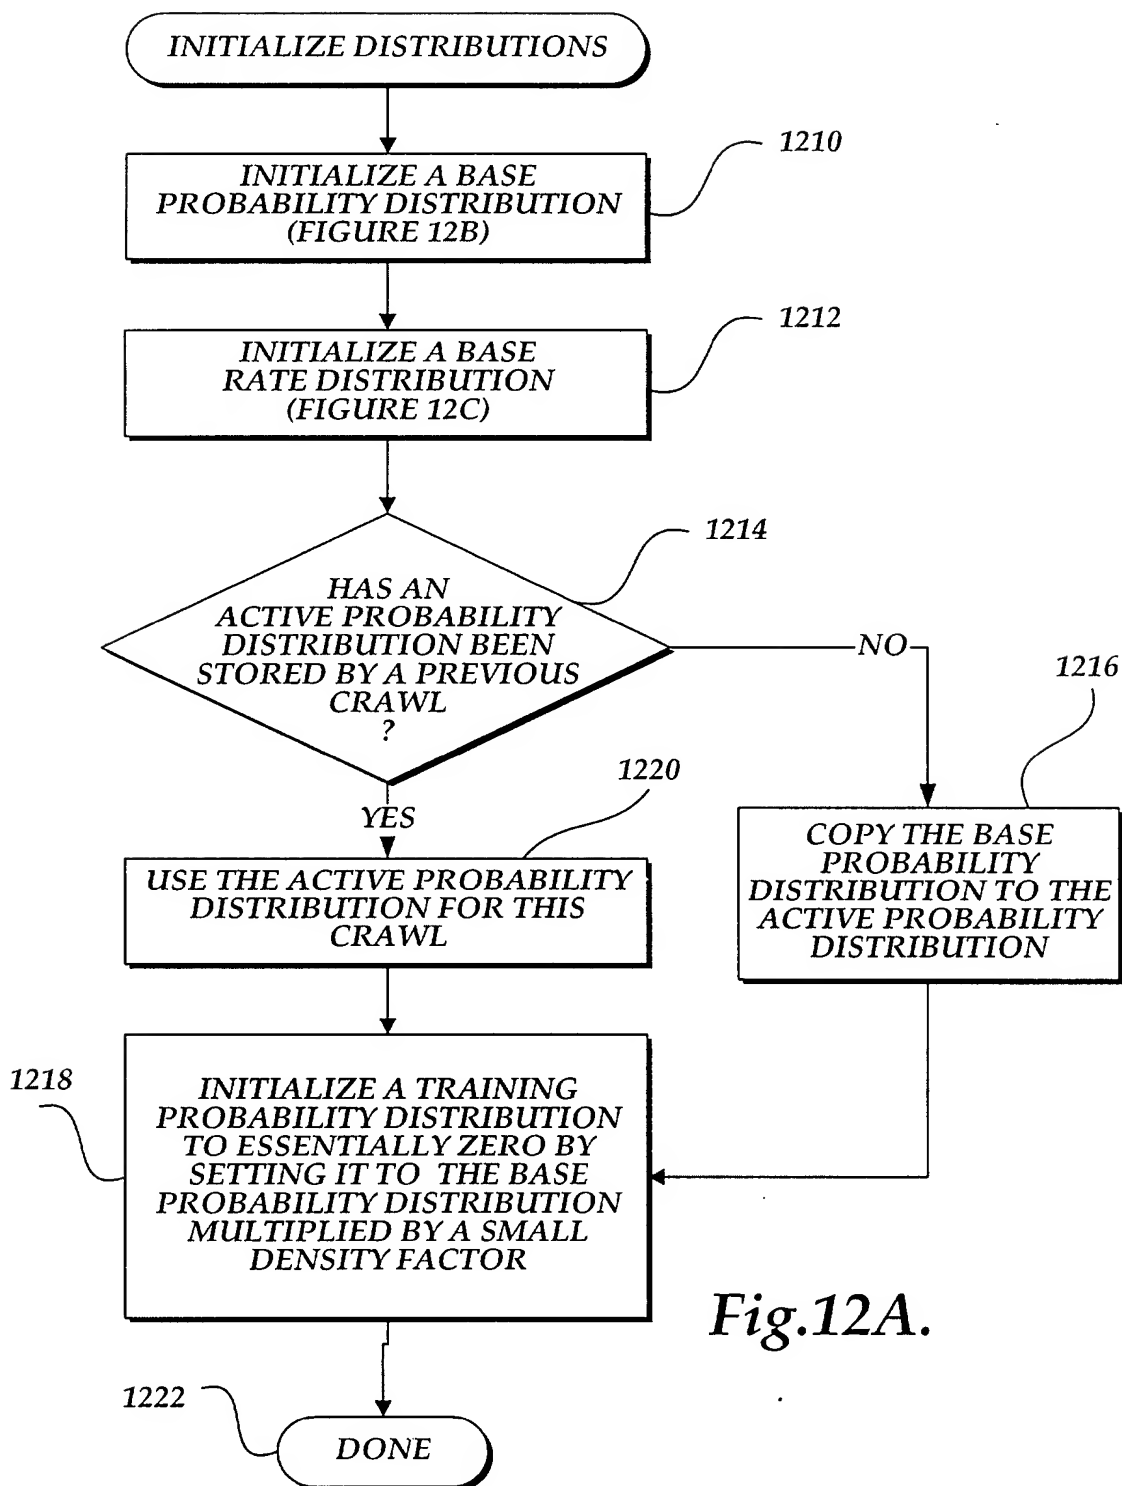 INITIALIZE DISTRIBUTIONS
1210
INITIALIZE A BASE
PROBABILITY DISTRIBUTION
(FIGURE 12B)
1212
INITIALIZE A BASE
RATE DISTRIBUTION
(FIGURE 12C)
1214
HAS AN
ACTIVE PROBABILITY
DISTRIBUTION BEEN
STORED BY A PREVIOUS
CRAWL
?
NO
1216
COPY THE BASE
PROBABILITY
DISTRIBUTION TO THE
ACTIVE PROBABILITY
DISTRIBUTION
YES
1220
USE THE ACTIVE PROBABILITY
DISTRIBUTION FOR THIS
CRAWL
1218
INITIALIZE A TRAINING
PROBABILITY DISTRIBUTION
TO ESSENTIALLY ZERO BY
SETTING IT TO THE BASE
PROBABILITY DISTRIBUTION
MULTIPLIED BY A SMALL
DENSITY FACTOR
Fig.12A.
1222
DONE